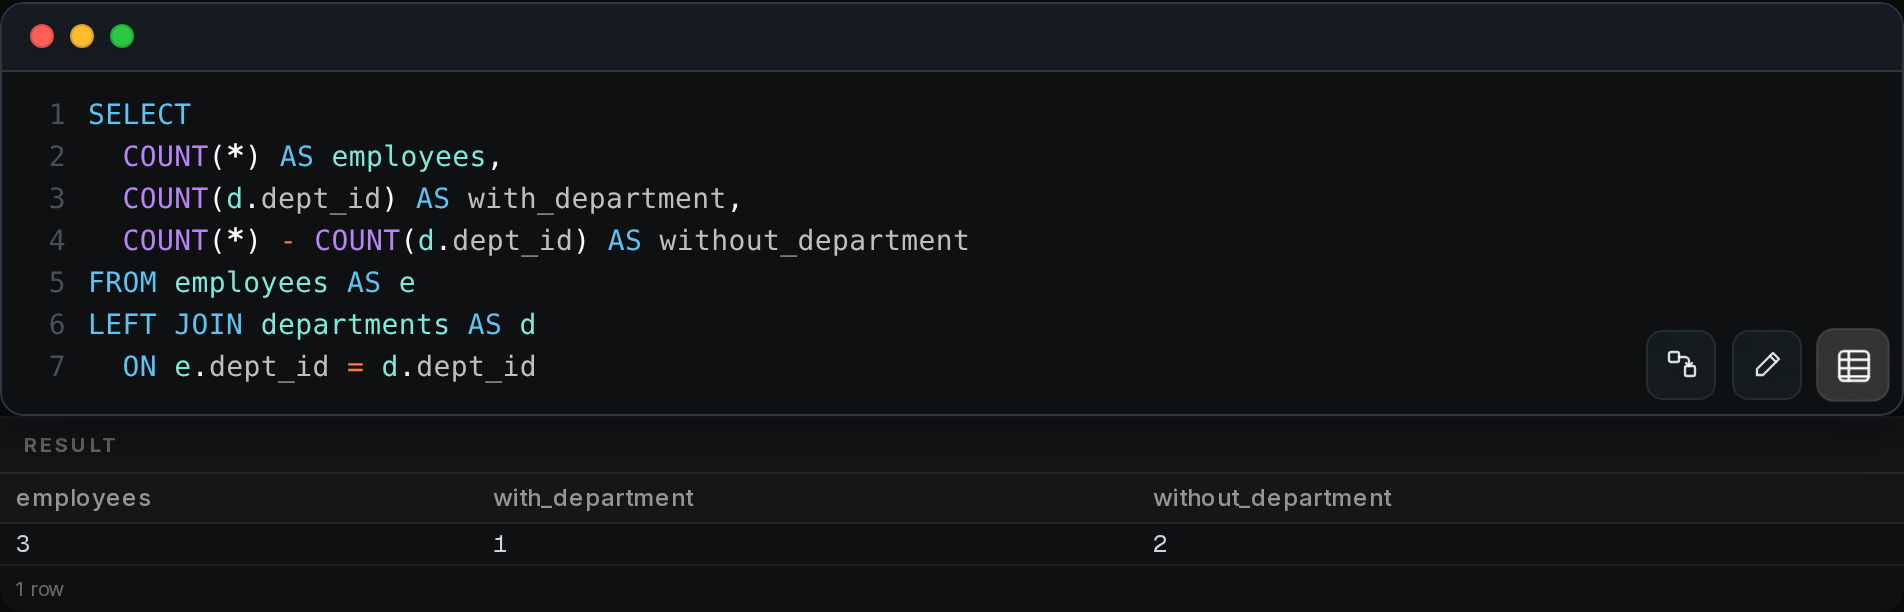 1 SELECT
2   COUNT(*) AS employees,
3   COUNT(d.dept_id) AS with_department,
4   COUNT(*) - COUNT(d.dept_id) AS without_department
5 FROM employees AS e
6 LEFT JOIN departments AS d
7   ON e.dept_id = d.dept_id
RESULT
employees with_department without_department
3 1 2
1 row